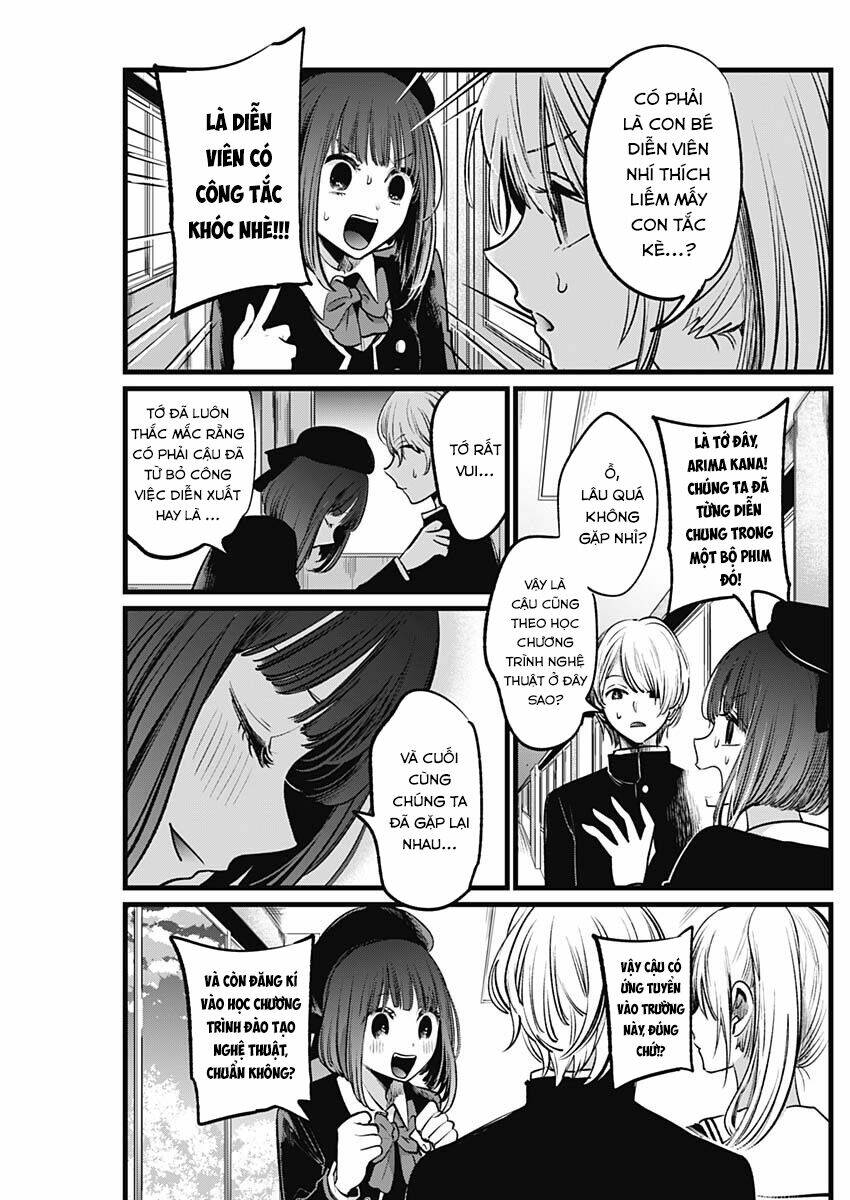 CÓ PHẢI
LÀ CON BÉ
DIỄN VIÊN
NHÍ THÍCH
LIẾM MẤY
CON TẮC
KÈ...?
LÀ DIỄN
VIÊN CÓ
CÔNG TẮC
KHÓC NHÈ!!!
LÀ TỚ ĐÂY,
ARIMA KANA!
CHÚNG TA ĐÃ
TỪNG DIỄN
CHUNG TRONG
MỘT BỘ PHIM
ĐÓ!
Ồ,
LÂU QUÁ
KHÔNG
GẶP NHỈ?
VẬY LÀ
CẬU CŨNG
THEO HỌC
CHƯƠNG
TRÌNH NGHỆ
THUẬT Ở ĐÂY
SAO?
TỚ RẤT
VUI...
TỚ ĐÃ LUÔN
THẮC MẮC RẰNG
CÓ PHẢI CẬU ĐÃ
TỪ BỎ CÔNG
VIỆC DIỄN XUẤT
HAY LÀ ...
VÀ CUỐI
CÙNG
CHÚNG TA
ĐÃ GẶP LẠI
NHAU...
VẬY CẬU CÓ
ỨNG TUYỂN
VÀO TRƯỜNG
NÀY, ĐÚNG
CHỨ!?
VÀ CÒN ĐĂNG KÍ
VÀO HỌC CHƯƠNG
TRÌNH ĐÀO TẠO
NGHỆ THUẬT,
CHUẨN KHÔNG?